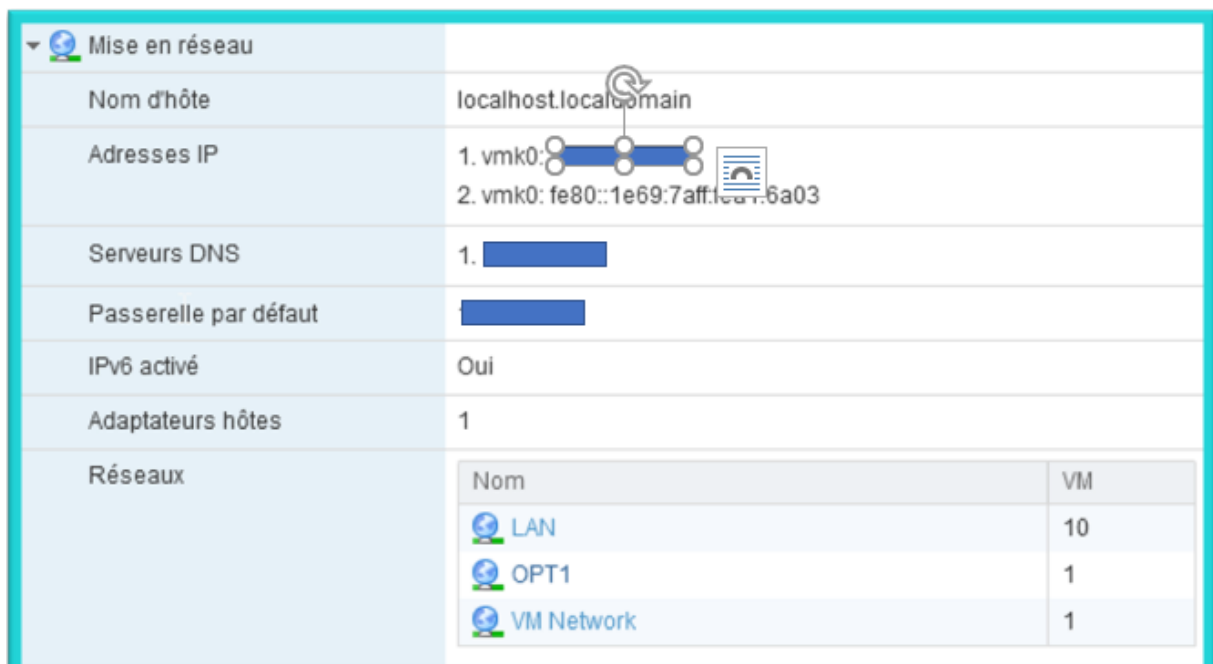 Mise en réseau
Nom d'hôte localhost.localdomain
Adresses IP 1. vmk0:
2. vmk0: fe80::1e69:7aff: 6a03
Serveurs DNS 1.
Passerelle par défaut
IPv6 activé Oui
Adaptateurs hôtes 1
Réseaux Nom VM
LAN 10
OPT1 1
VM Network 1